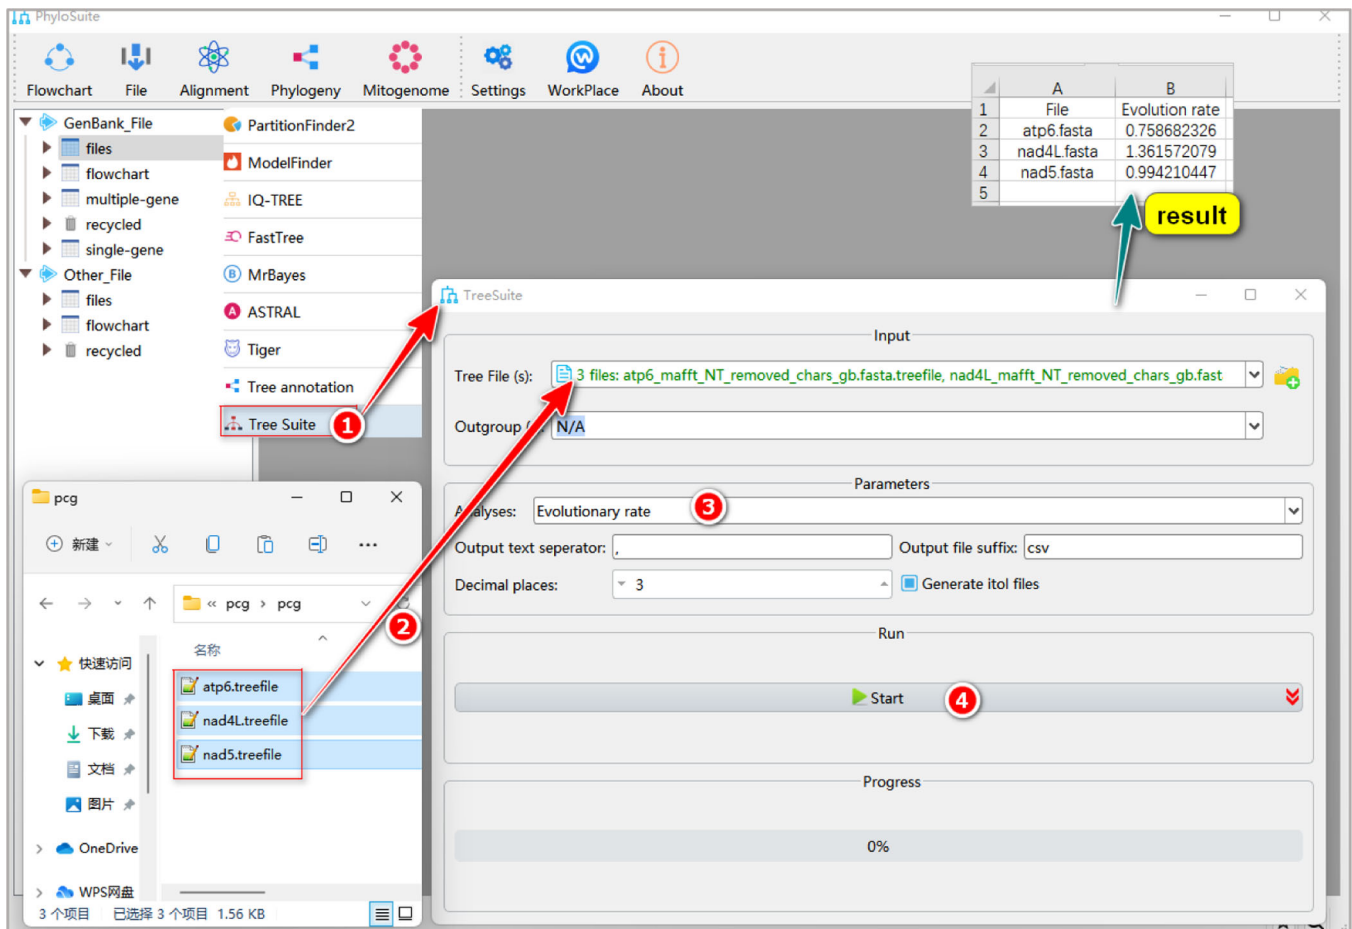 PhyloSuite
Flowchart File Alignment Phylogeny Mitogenome Settings WorkPlace About
GenBank_File
files
flowchart
multiple-gene
recycled
single-gene
Other_File
files
flowchart
recycled
PartitionFinder2
ModelFinder
IQ-TREE
FastTree
MrBayes
ASTRAL
Tiger
Tree annotation
Tree Suite
1
A B
1 File Evolution rate
2 atp6.fasta 0.758682326
3 nad4L.fasta 1.361572079
4 nad5.fasta 0.994210447
5
result
TreeSuite
Input
Tree File (s): 3 files: atp6_mafft_NT_removed_chars_gb.fasta.treefile, nad4L_mafft_NT_removed_chars_gb.fast
Outgroup N/A
Parameters
Analyses: Evolutionary rate
3
Output text seperator: , Output file suffix: csv
Decimal places: 3 Generate itol files
Run
Start
4
Progress
0%
pcg
新建
« pcg > pcg
2
名称
快速访问
桌面
下载
文档
图片
OneDrive
WPS网盘
atp6.treefile
nad4L.treefile
nad5.treefile
3 个项目 已选择 3 个项目 1.56 KB